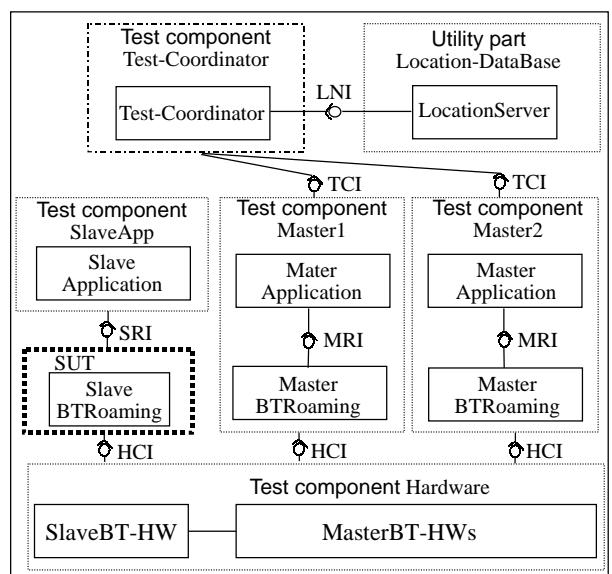 Test component
Test-Coordinator
Test-Coordinator
LNI
Utility part
Location-DataBase
LocationServer
TCI
TCI
Test component
SlaveApp
Slave
Application
SRI
SUT
Slave
BTRoaming
HCI
Test component
Master1
Mater
Application
MRI
Master
BTRoaming
HCI
Test component
Master2
Master
Application
MRI
Master
BTRoaming
HCI
Test component Hardware
SlaveBT-HW
MasterBT-HWs